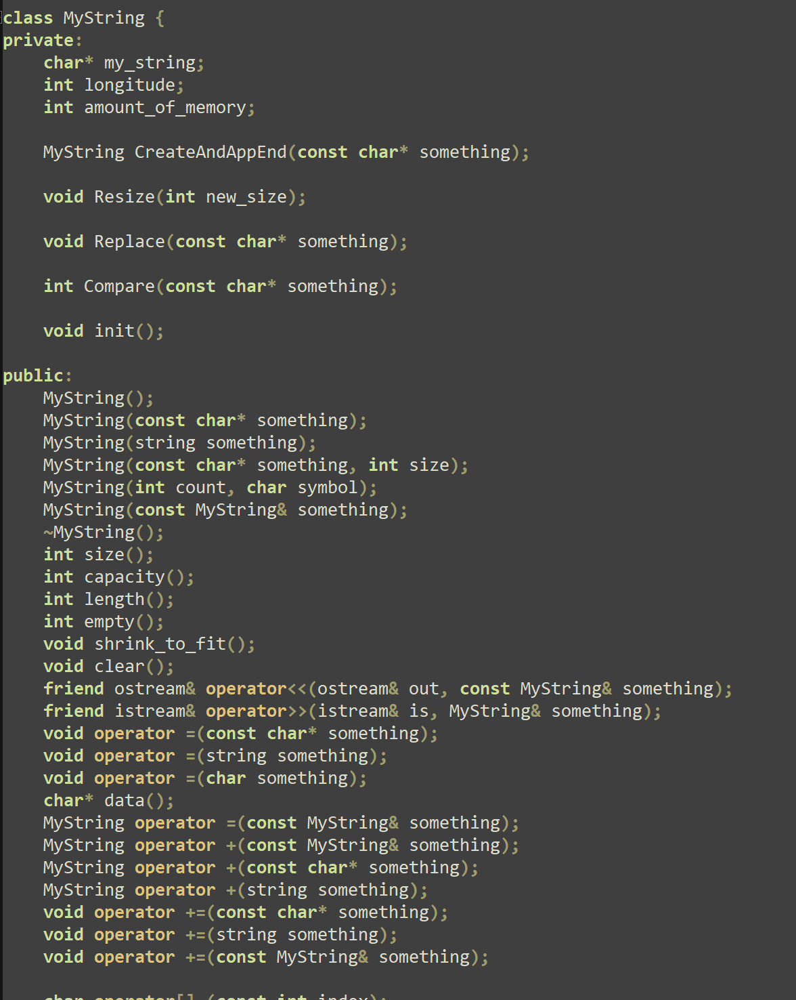 class MyString {
private:
    char* my_string;
    int longitude;
    int amount_of_memory;

    MyString CreateAndAppEnd(const char* something);

    void Resize(int new_size);

    void Replace(const char* something);

    int Compare(const char* something);

    void init();

public:
    MyString();
    MyString(const char* something);
    MyString(string something);
    MyString(const char* something, int size);
    MyString(int count, char symbol);
    MyString(const MyString& something);
    ~MyString();
    int size();
    int capacity();
    int length();
    int empty();
    void shrink_to_fit();
    void clear();
    friend ostream& operator<<(ostream& out, const MyString& something);
    friend istream& operator>>(istream& is, MyString& something);
    void operator =(const char* something);
    void operator =(string something);
    void operator =(char something);
    char* data();
    MyString operator =(const MyString& something);
    MyString operator +(const MyString& something);
    MyString operator +(const char* something);
    MyString operator +(string something);
    void operator +=(const char* something);
    void operator +=(string something);
    void operator +=(const MyString& something);

    char operator[] (const int index);